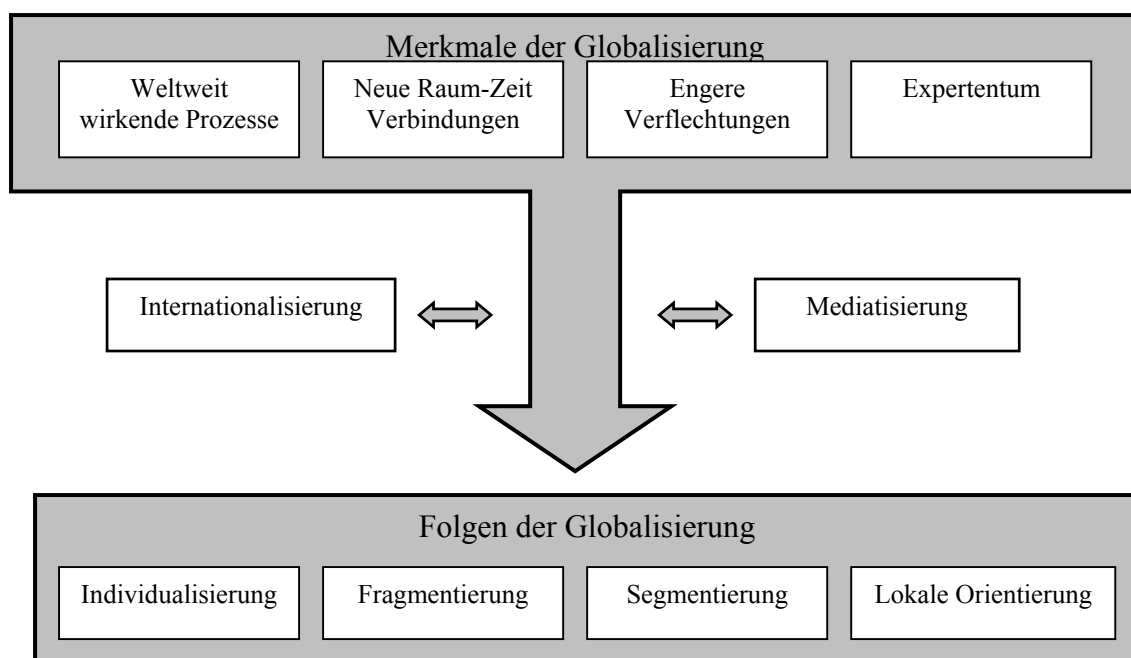 Merkmale der Globalisierung
Weltweit
wirkende Prozesse
Neue Raum-Zeit
Verbindungen
Engere
Verflechtungen
Expertentum
Internationalisierung
Mediatisierung
Folgen der Globalisierung
Individualisierung
Fragmentierung
Segmentierung
Lokale Orientierung